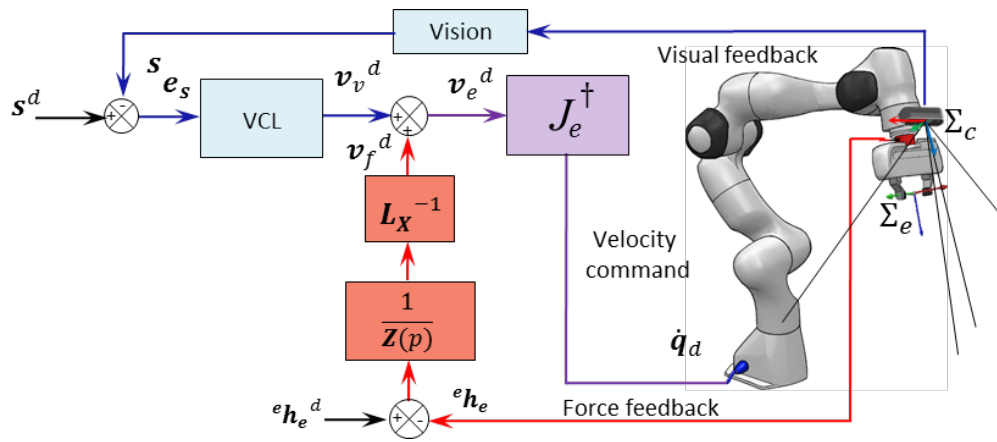 Vision
Visual feedback
s
e_s
v_v^d
v_e^d
s^d
+
-
VCL
+
+
J_e^†
Σ_c
v_f^d
L_X^{-1}
Σ_e
Velocity
command
1
Z(p)
q̇_d
^e h_e^d
+
-
^e h_e
Force feedback